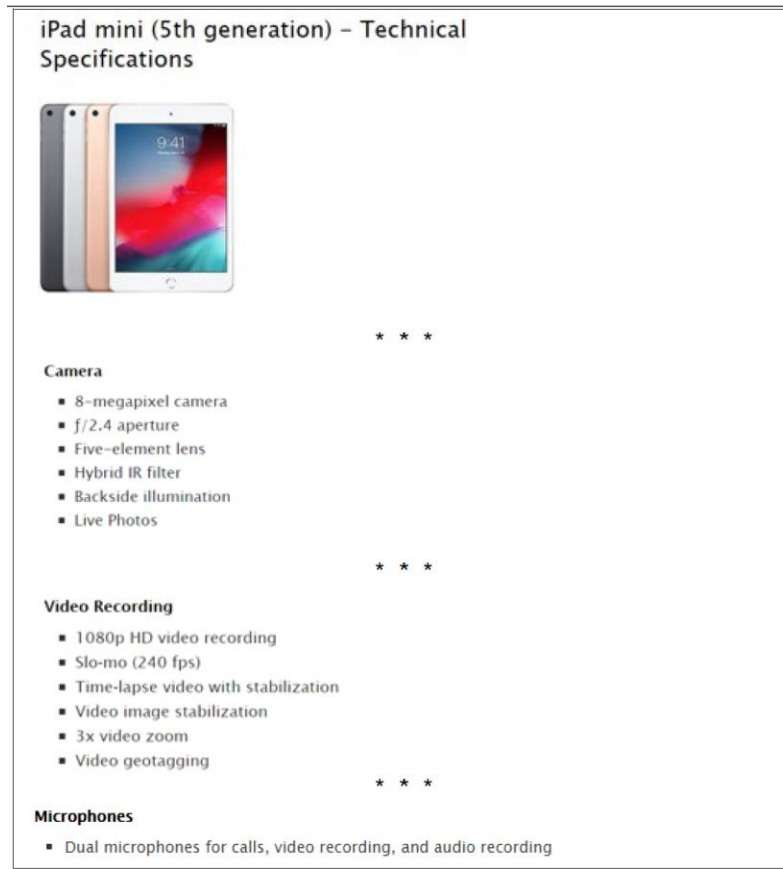 iPad mini (5th generation) – Technical
Specifications
9:41
* * *
Camera
▪ 8-megapixel camera
▪ ƒ/2.4 aperture
▪ Five-element lens
▪ Hybrid IR filter
▪ Backside illumination
▪ Live Photos
* * *
Video Recording
▪ 1080p HD video recording
▪ Slo-mo (240 fps)
▪ Time-lapse video with stabilization
▪ Video image stabilization
▪ 3x video zoom
▪ Video geotagging
* * *
Microphones
▪ Dual microphones for calls, video recording, and audio recording